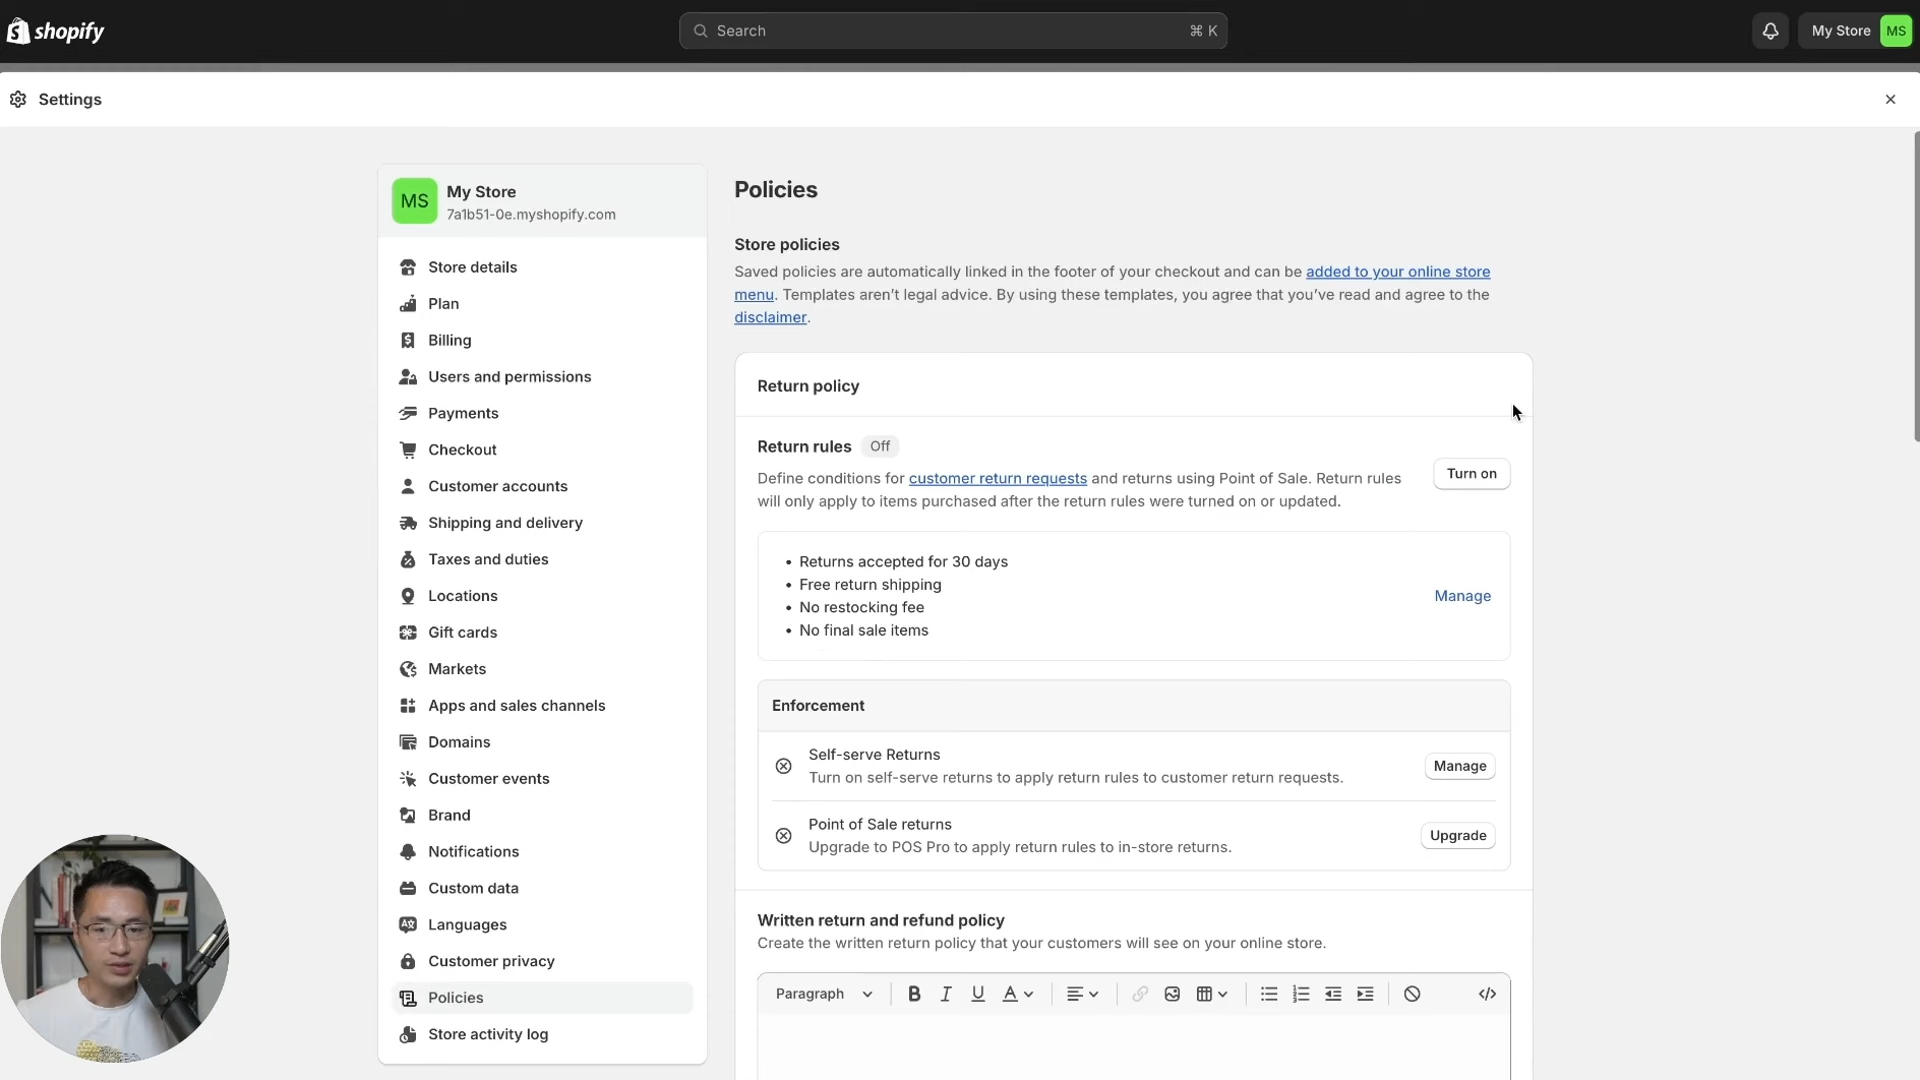 shopify
Search
⌘ K
My Store
MS
Settings
MS
My Store
7a1b51-0e.myshopify.com
Store details
Plan
Billing
Users and permissions
Payments
Checkout
Customer accounts
Shipping and delivery
Taxes and duties
Locations
Gift cards
Markets
Apps and sales channels
Domains
Customer events
Brand
Notifications
Custom data
Languages
Customer privacy
Policies
Store activity log
Policies
Store policies
Saved policies are automatically linked in the footer of your checkout and can be added to your online store
menu. Templates aren't legal advice. By using these templates, you agree that you've read and agree to the
disclaimer.
Return policy
Return rules Off
Define conditions for customer return requests and returns using Point of Sale. Return rules
will only apply to items purchased after the return rules were turned on or updated.
Turn on
• Returns accepted for 30 days
• Free return shipping
• No restocking fee
• No final sale items
Manage
Enforcement
Self-serve Returns
Turn on self-serve returns to apply return rules to customer return requests.
Manage
Point of Sale returns
Upgrade to POS Pro to apply return rules to in-store returns.
Upgrade
Written return and refund policy
Create the written return policy that your customers will see on your online store.
Paragraph B I U A